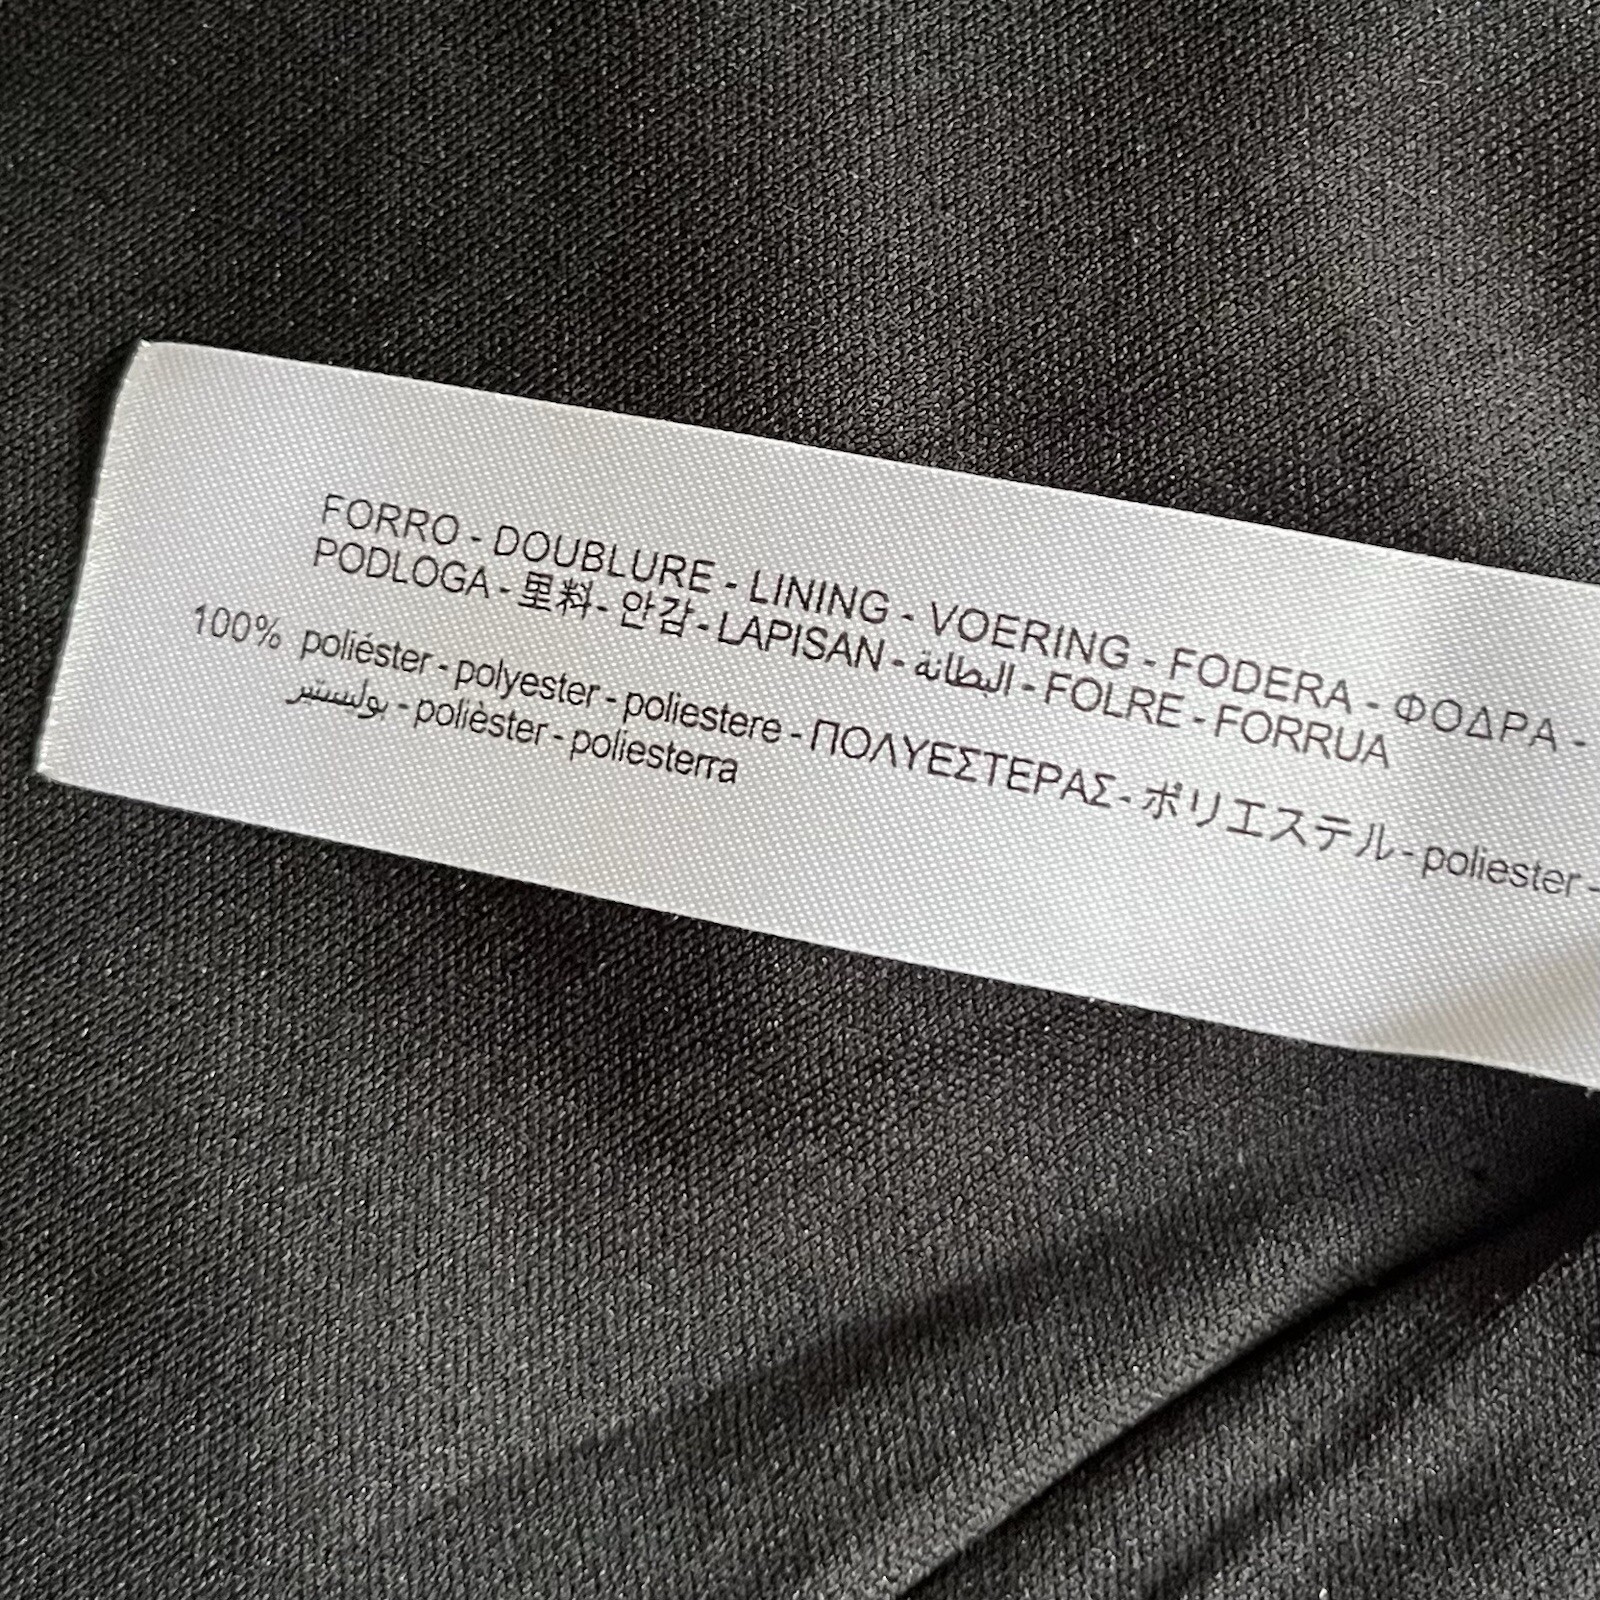 FORRO - DOUBLURE - LINING - VOERING - FODERA - ΦΟΔΡΑ -
PODLOGA - 里料 - 안감 - LAPISAN - البطانة - FOLRE - FORRUA
100% poliéster - polyester - poliestere - ΠΟΛΥΕΣΤΕΡΑΣ - ポリエステル - poliester -
بوليستير - polièster - poliesterra